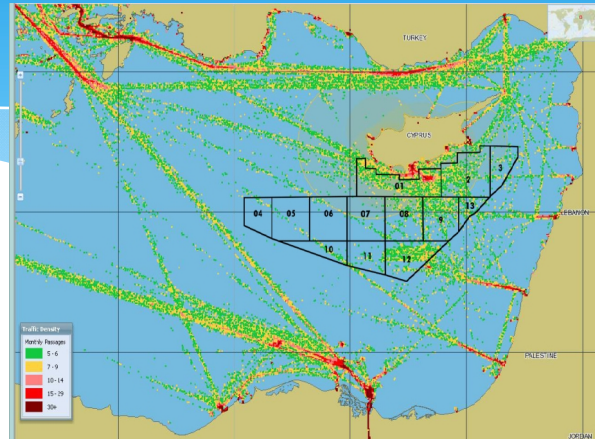 TURKEY
CYPRUS
01
2
3
04
05
06
07
08
9
13
LEBANON
10
11
12
Traffic Density
Monthly Passages
5 - 6
7 - 9
10 - 14
15 - 29
30+
PALESTINE
JORDAN